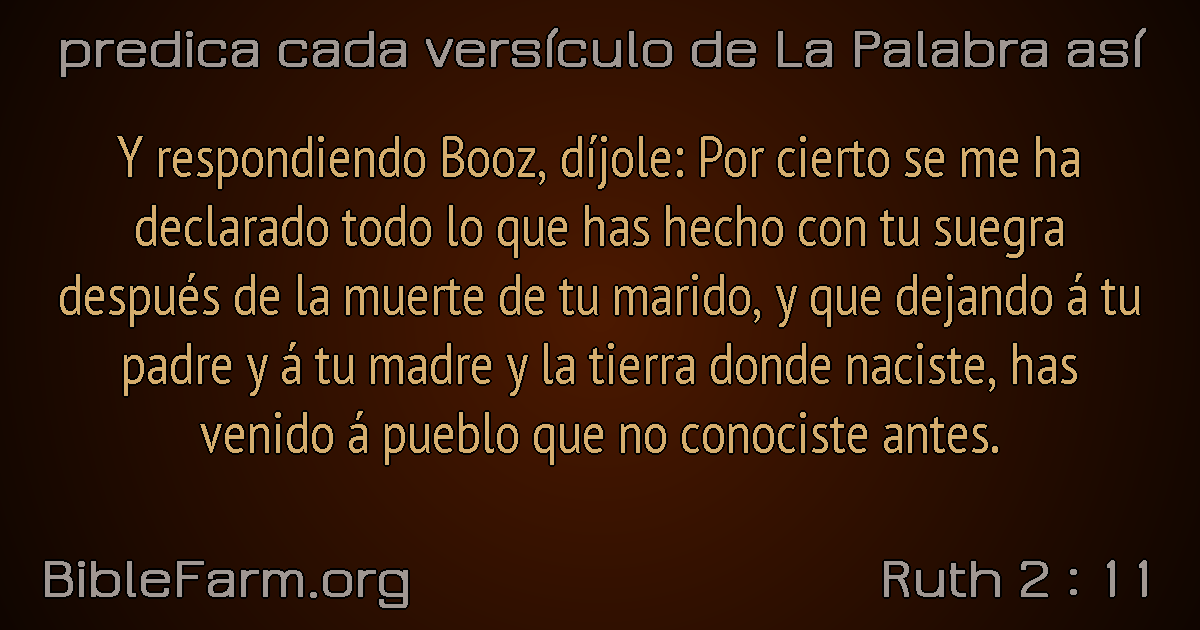 predica cada versículo de La Palabra así
Y respondiendo Booz, díjole: Por cierto se me ha
declarado todo lo que has hecho con tu suegra
después de la muerte de tu marido, y que dejando á tu
padre y á tu madre y la tierra donde naciste, has
venido á pueblo que no conociste antes.
BibleFarm.org
Ruth 2 : 11